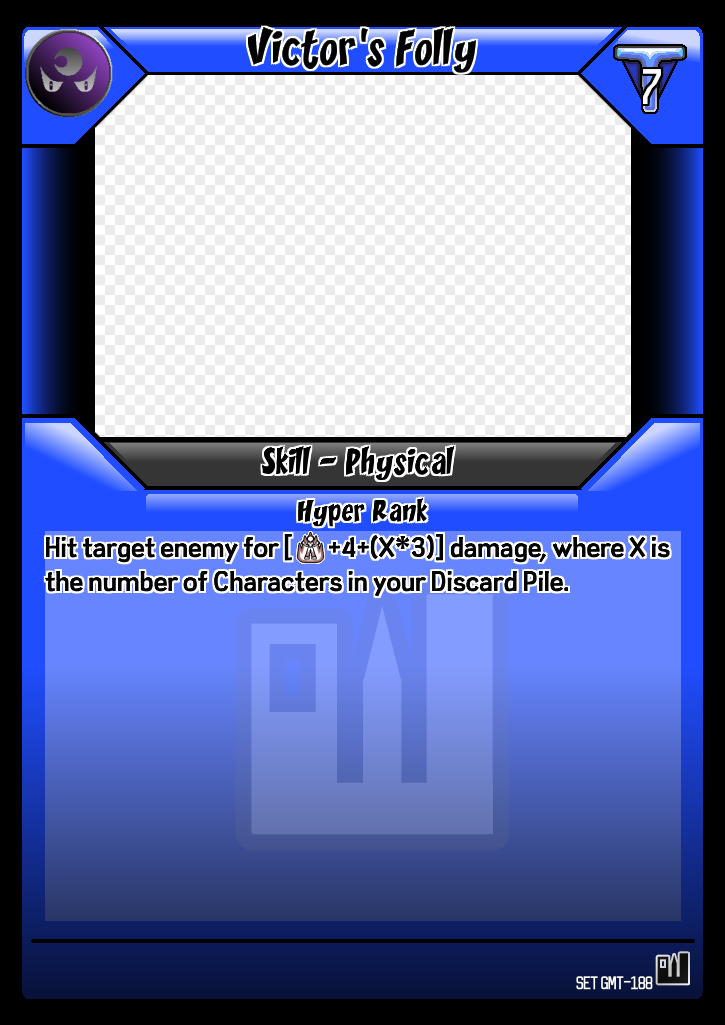 Victor's Folly
7
Skill - Physical
Hyper Rank
Hit target enemy for [ +4+(X*3)] damage, where X is
the number of Characters in your Discard Pile.
SET GMT-188